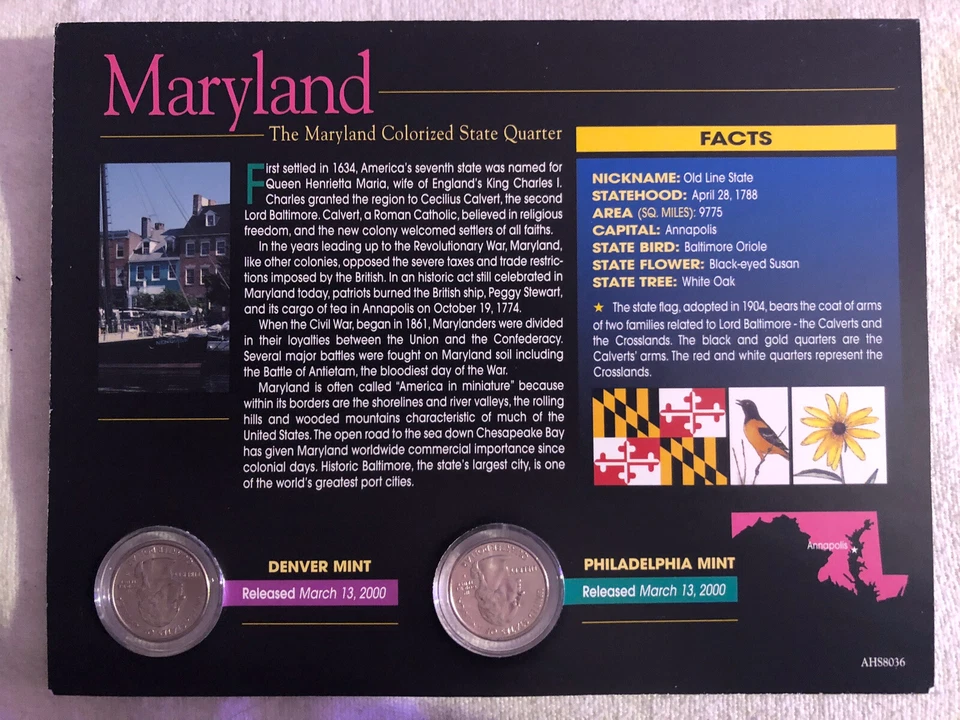 Maryland
The Maryland Colorized State Quarter
First settled in 1634, America's seventh state was named for
Queen Henrietta Maria, wife of England's King Charles I.
Charles granted the region to Cecilius Calvert, the second
Lord Baltimore. Calvert, a Roman Catholic, believed in religious
freedom, and the new colony welcomed settlers of all faiths.
In the years leading up to the Revolutionary War, Maryland,
like other colonies, opposed the severe taxes and trade restric-
tions imposed by the British. In an historic act still celebrated in
Maryland today, patriots burned the British ship, Peggy Stewart,
and its cargo of tea in Annapolis on October 19, 1774.
When the Civil War, began in 1861, Marylanders were divided
in their loyalties between the Union and the Confederacy.
Several major battles were fought on Maryland soil including
the Battle of Antietam, the bloodiest day of the War.
Maryland is often called "America in miniature" because
within its borders are the shorelines and river valleys, the rolling
hills and wooded mountains characteristic of much of the
United States. The open road to the sea down Chesapeake Bay
has given Maryland worldwide commercial importance since
colonial days. Historic Baltimore, the state's largest city, is one
of the world's greatest port cities.
FACTS
NICKNAME: Old Line State
STATEHOOD: April 28, 1788
AREA (SQ. MILES): 9775
CAPITAL: Annapolis
STATE BIRD: Baltimore Oriole
STATE FLOWER: Black-eyed Susan
STATE TREE: White Oak
★ The state flag, adopted in 1904, bears the coat of arms
of two families related to Lord Baltimore - the Calverts and
the Crosslands. The black and gold quarters are the
Calverts' arms. The red and white quarters represent the
Crosslands.
DENVER MINT
Released March 13, 2000
PHILADELPHIA MINT
Released March 13, 2000
Annapolis
AHS8036